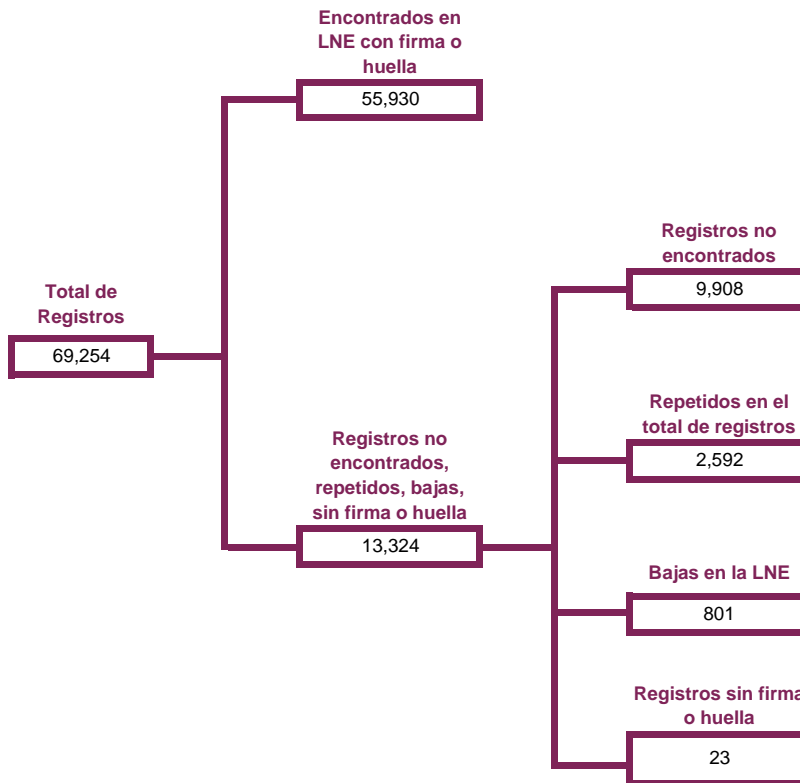 Encontrados en
LNE con firma o
huella
55,930
Total de
Registros
69,254
Registros no
encontrados,
repetidos, bajas,
sin firma o huella
13,324
Registros no
encontrados
9,908
Repetidos en el
total de registros
2,592
Bajas en la LNE
801
Registros sin firma
o huella
23